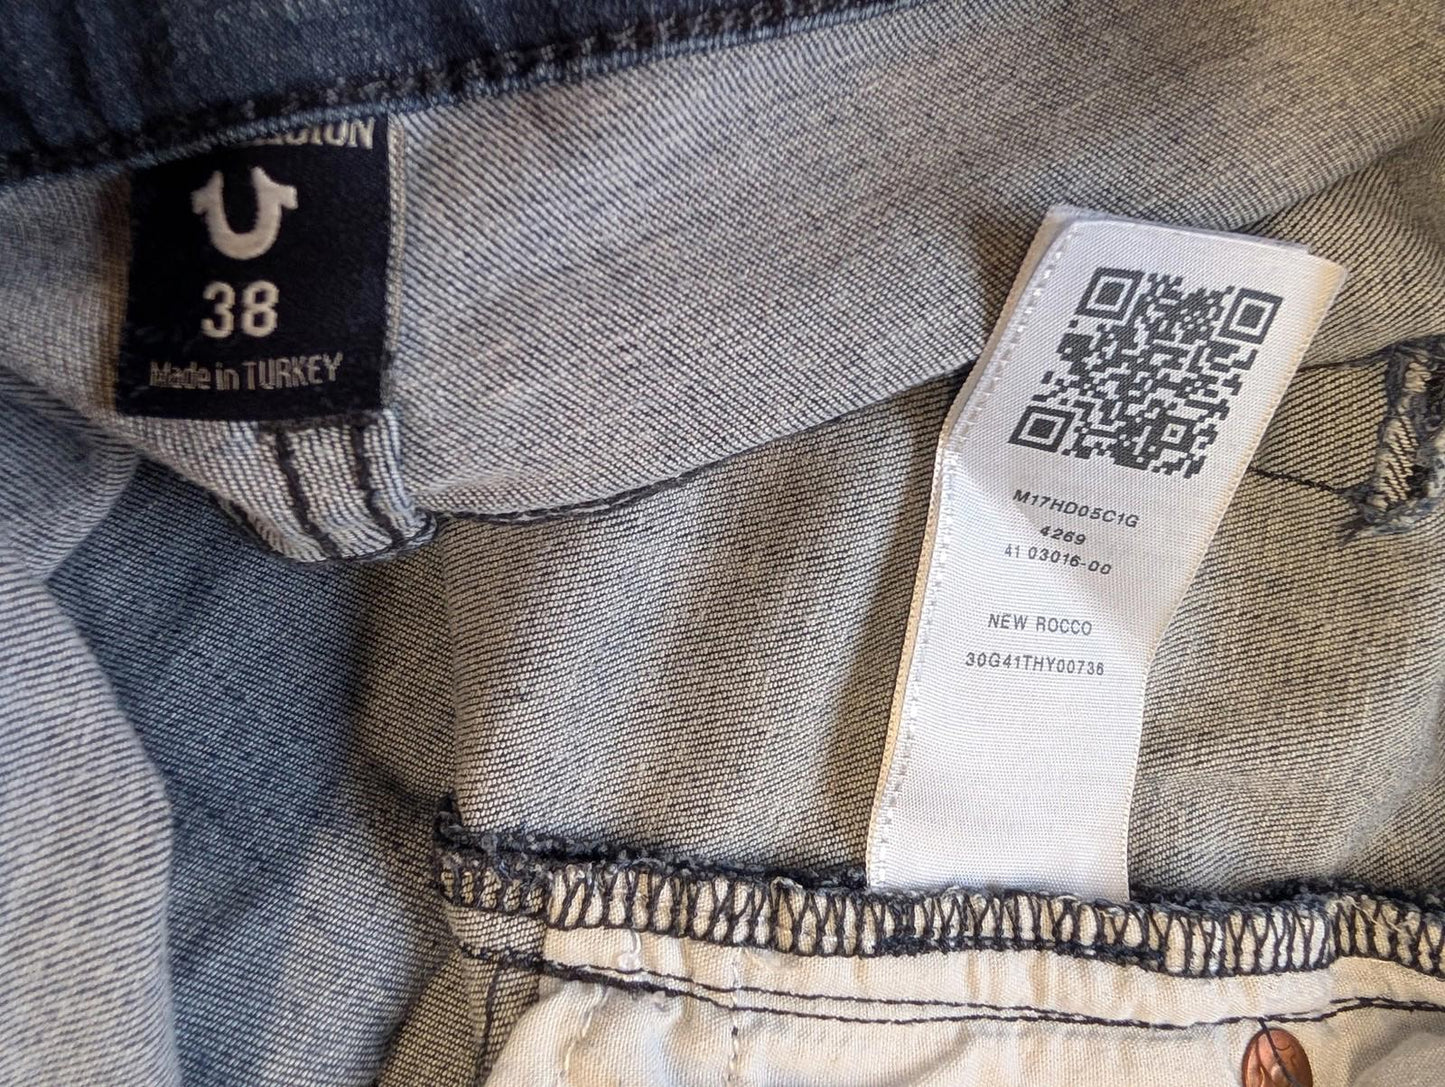 38
Made in TURKEY
M17HD05C1G
4269
41 03016-00
NEW ROCCO
30G41THY00736